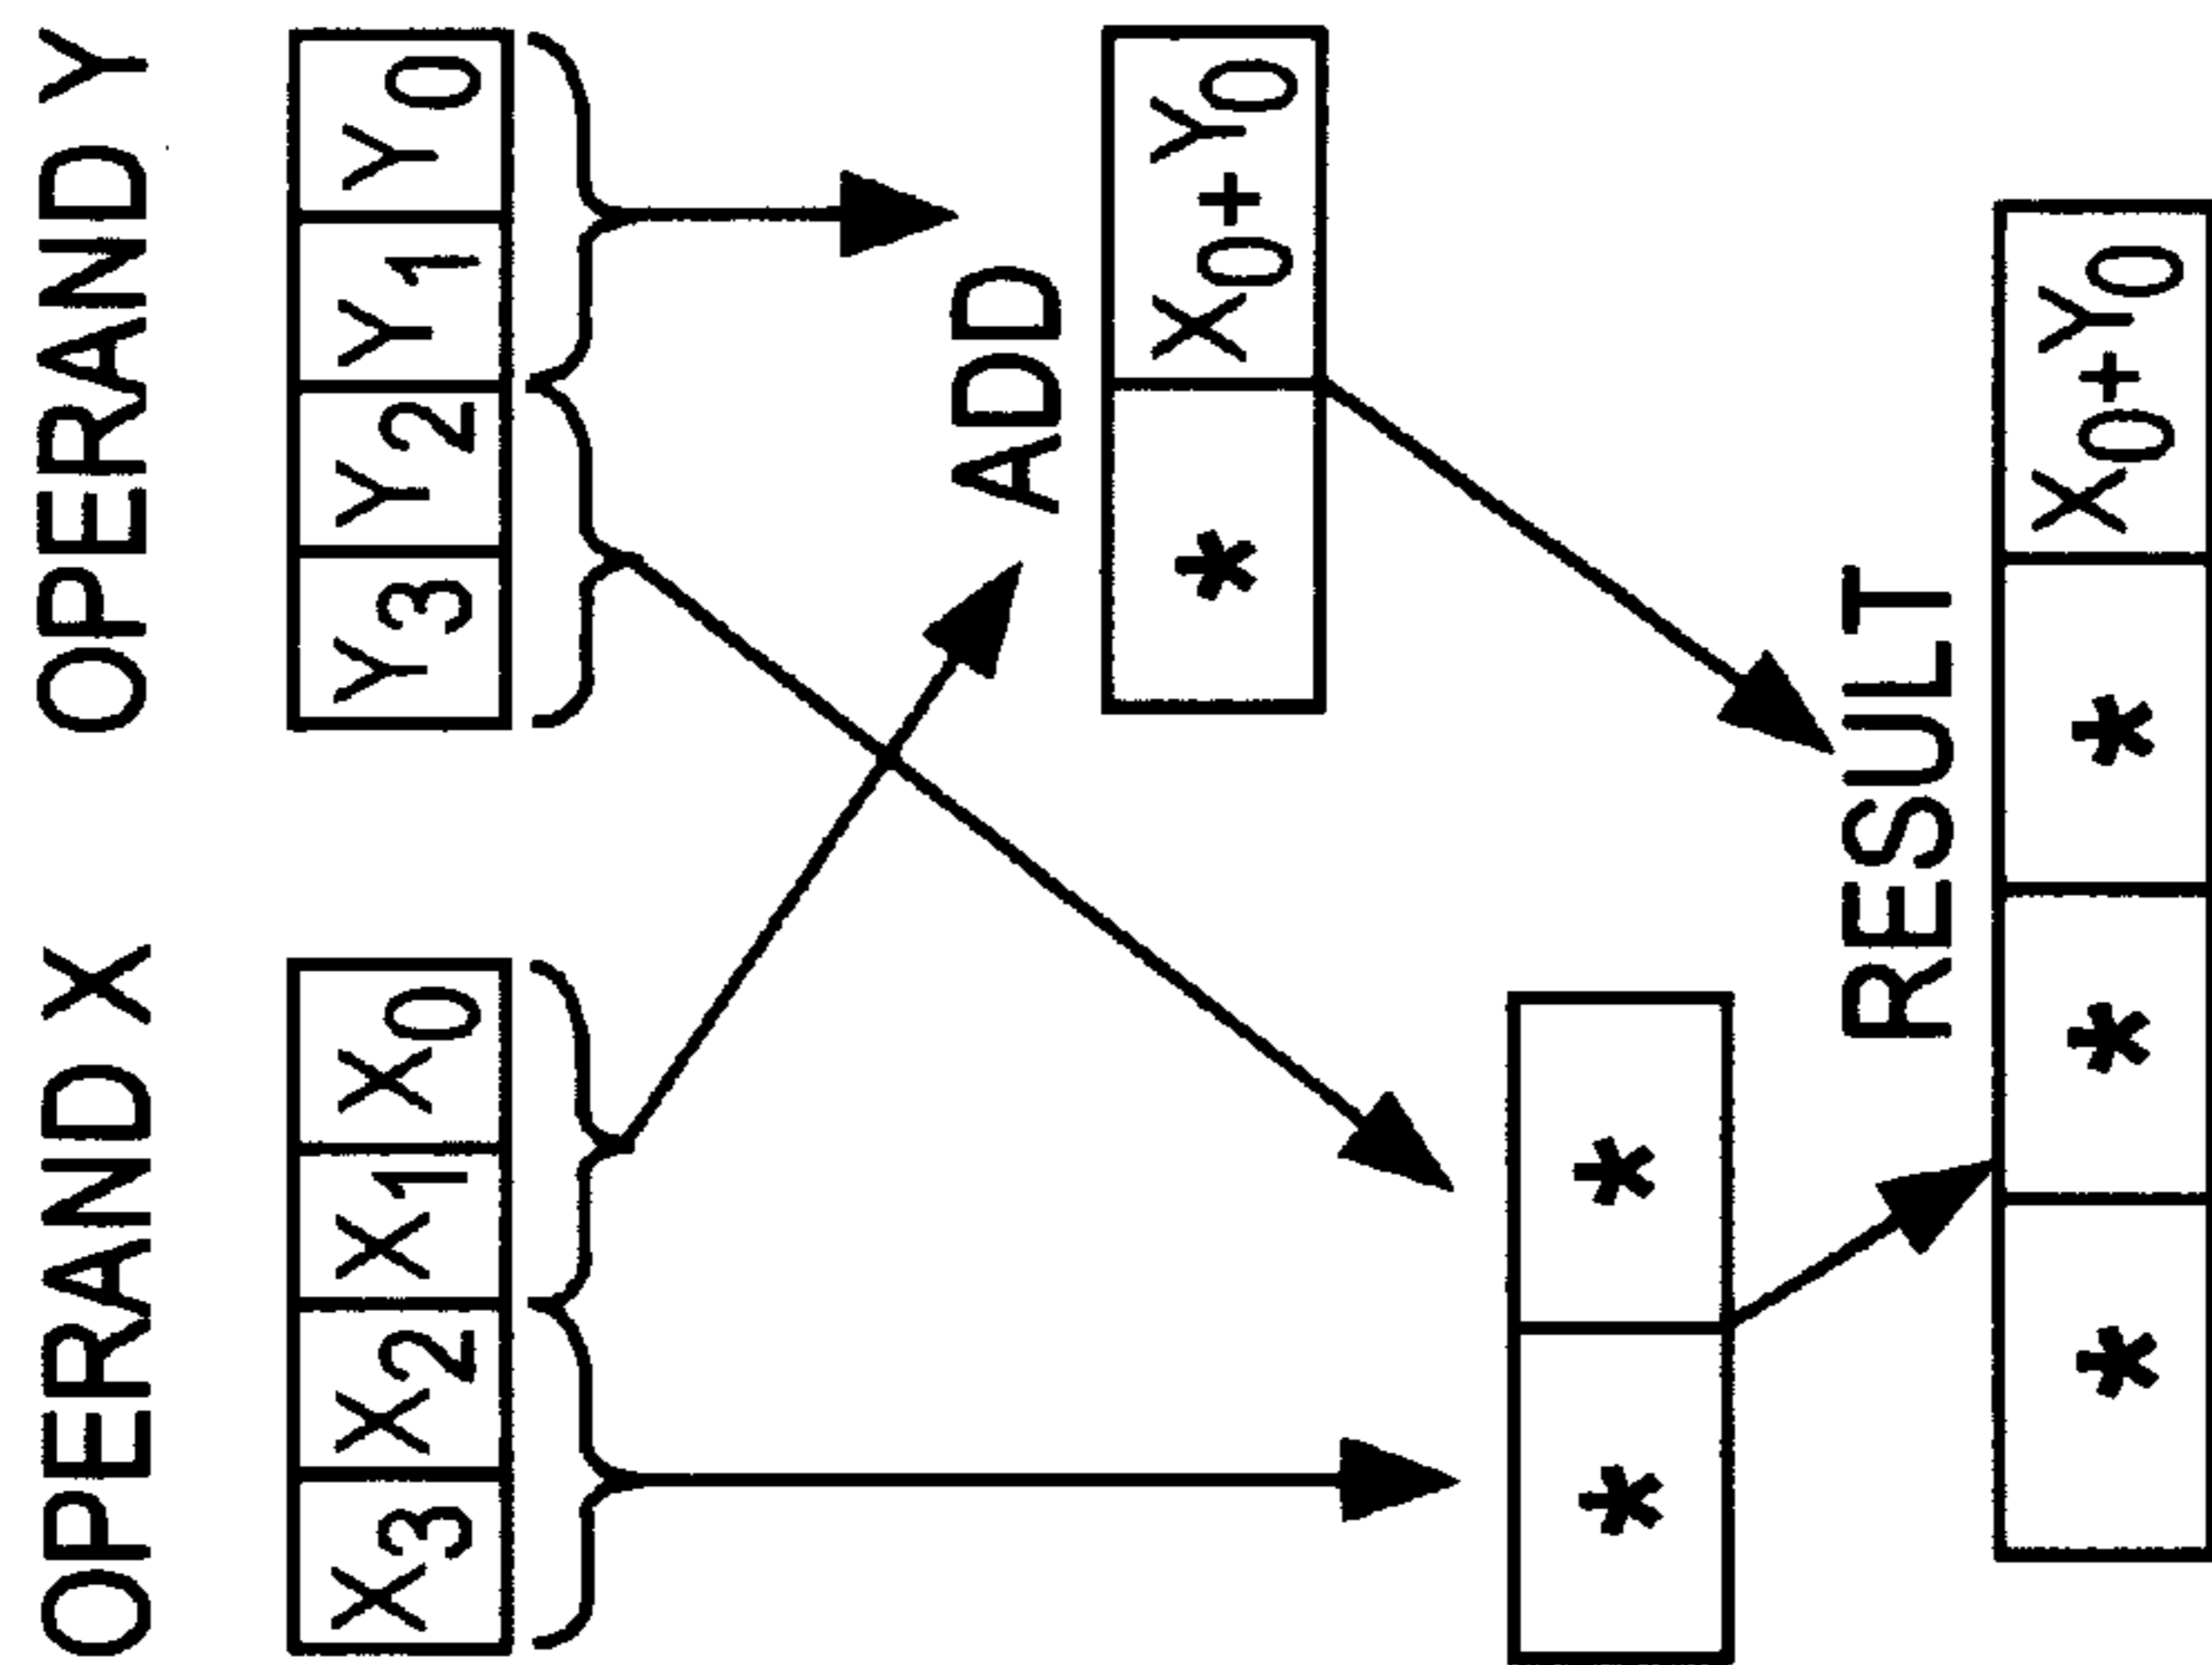 OPERAND X OPERAND Y
X3 X2 X1 X0 Y3 Y2 Y1 Y0
ADD
* X0+Y0
* *
RESULT
* * * X0+Y0